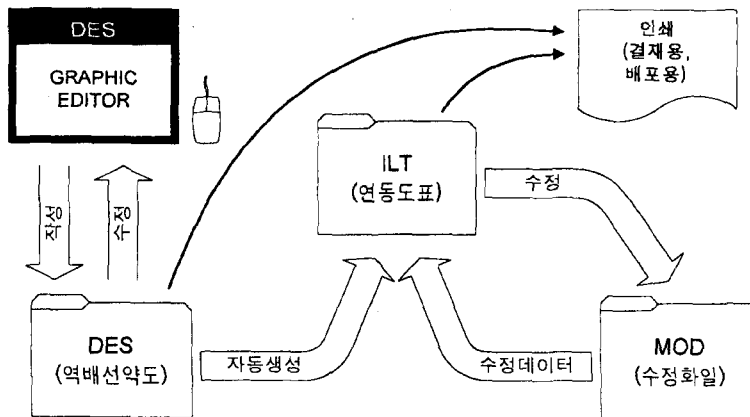 DES
GRAPHIC
EDITOR
인쇄
(결재용,
배포용)
ILT
(연동도표)
수정
작성
수정
DES
(역배선약도)
자동생성
수정데이터
MOD
(수정화일)